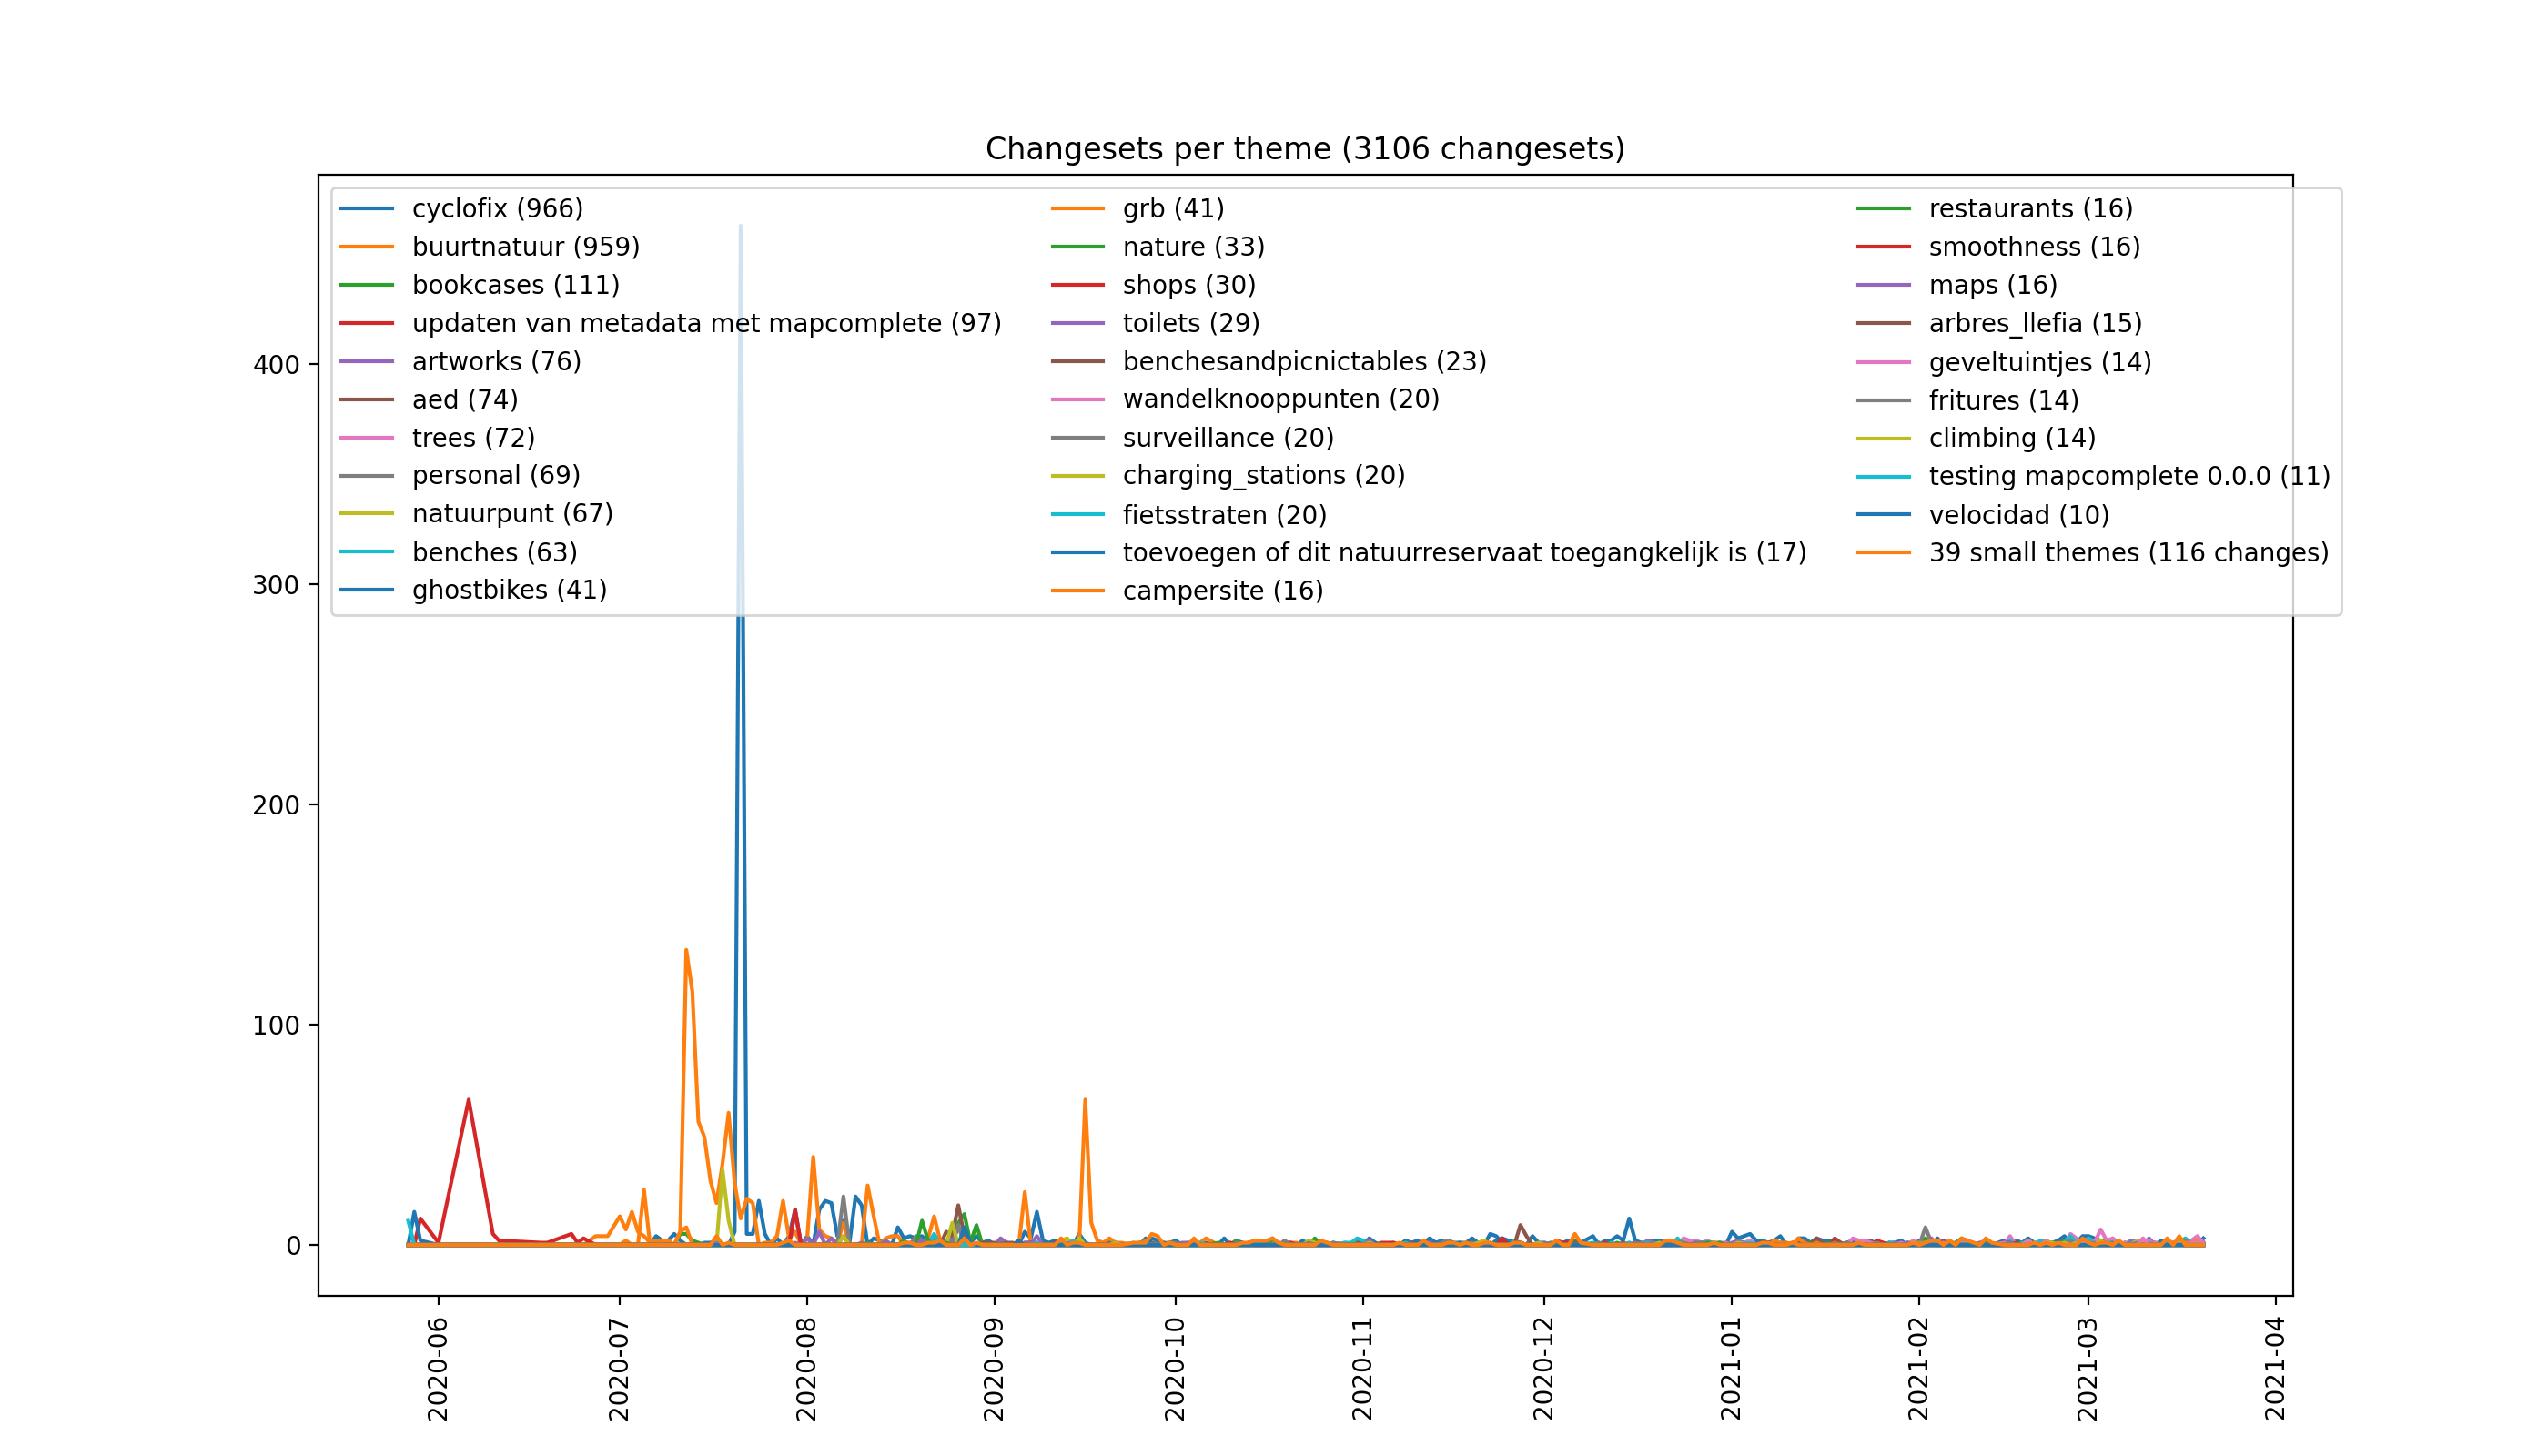 Changesets per theme (3106 changesets)
cyclofix (966)
buurtnatuur (959)
bookcases (111)
updaten van metadata met mapcomplete (97)
artworks (76)
aed (74)
trees (72)
personal (69)
natuurpunt (67)
benches (63)
ghostbikes (41)
grb (41)
nature (33)
shops (30)
toilets (29)
benchesandpicnictables (23)
wandelknooppunten (20)
surveillance (20)
charging_stations (20)
fietsstraten (20)
toevoegen of dit natuurreservaat toegangkelijk is (17)
campersite (16)
restaurants (16)
smoothness (16)
maps (16)
arbres_llefia (15)
geveltuintjes (14)
fritures (14)
climbing (14)
testing mapcomplete 0.0.0 (11)
velocidad (10)
39 small themes (116 changes)
400
300
200
100
0
2020-06
2020-07
2020-08
2020-09
2020-10
2020-11
2020-12
2021-01
2021-02
2021-03
2021-04